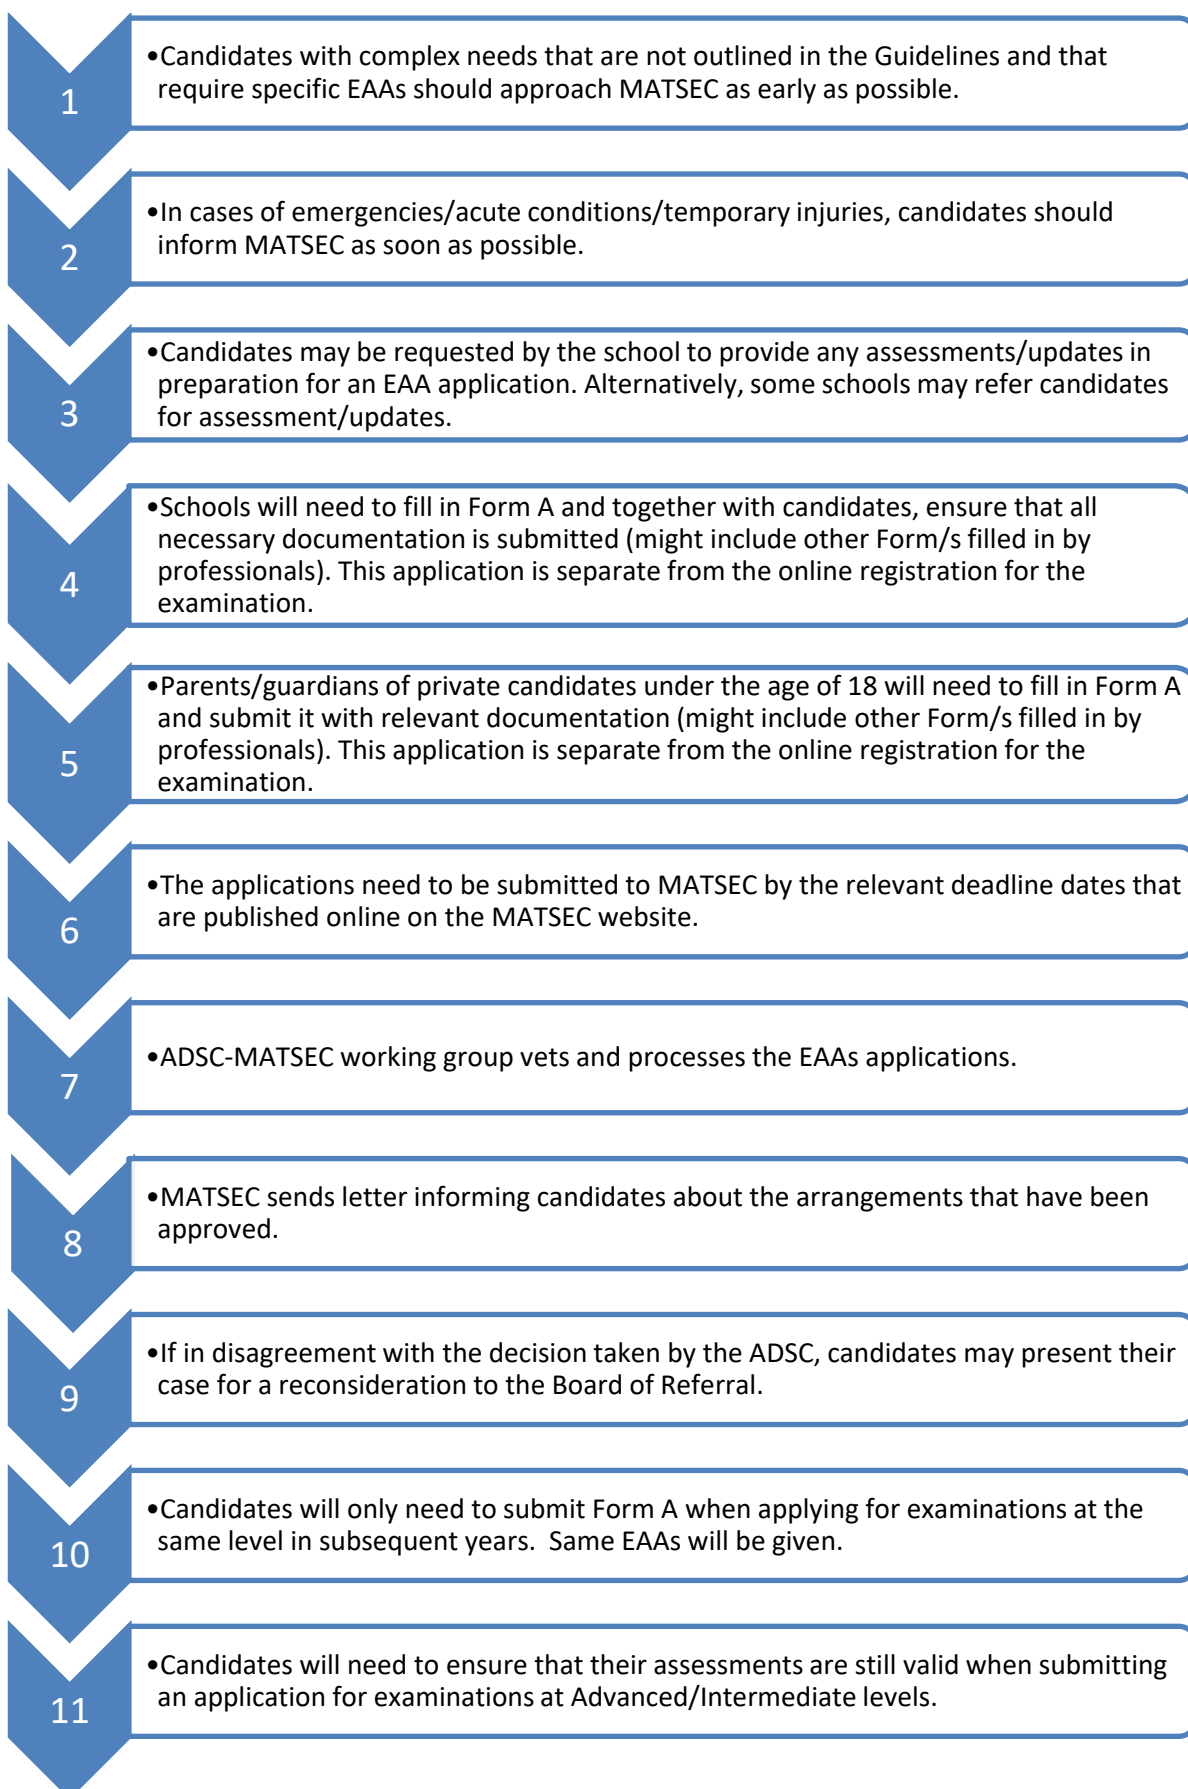 1
•Candidates with complex needs that are not outlined in the Guidelines and that
require specific EAAs should approach MATSEC as early as possible.
2
•In cases of emergencies/acute conditions/temporary injuries, candidates should
inform MATSEC as soon as possible.
3
•Candidates may be requested by the school to provide any assessments/updates in
preparation for an EAA application. Alternatively, some schools may refer candidates
for assessment/updates.
4
•Schools will need to fill in Form A and together with candidates, ensure that all
necessary documentation is submitted (might include other Form/s filled in by
professionals). This application is separate from the online registration for the
examination.
5
•Parents/guardians of private candidates under the age of 18 will need to fill in Form A
and submit it with relevant documentation (might include other Form/s filled in by
professionals). This application is separate from the online registration for the
examination.
6
•The applications need to be submitted to MATSEC by the relevant deadline dates that
are published online on the MATSEC website.
7
•ADSC-MATSEC working group vets and processes the EAAs applications.
8
•MATSEC sends letter informing candidates about the arrangements that have been
approved.
9
•If in disagreement with the decision taken by the ADSC, candidates may present their
case for a reconsideration to the Board of Referral.
10
•Candidates will only need to submit Form A when applying for examinations at the
same level in subsequent years.  Same EAAs will be given.
11
•Candidates will need to ensure that their assessments are still valid when submitting
an application for examinations at Advanced/Intermediate levels.